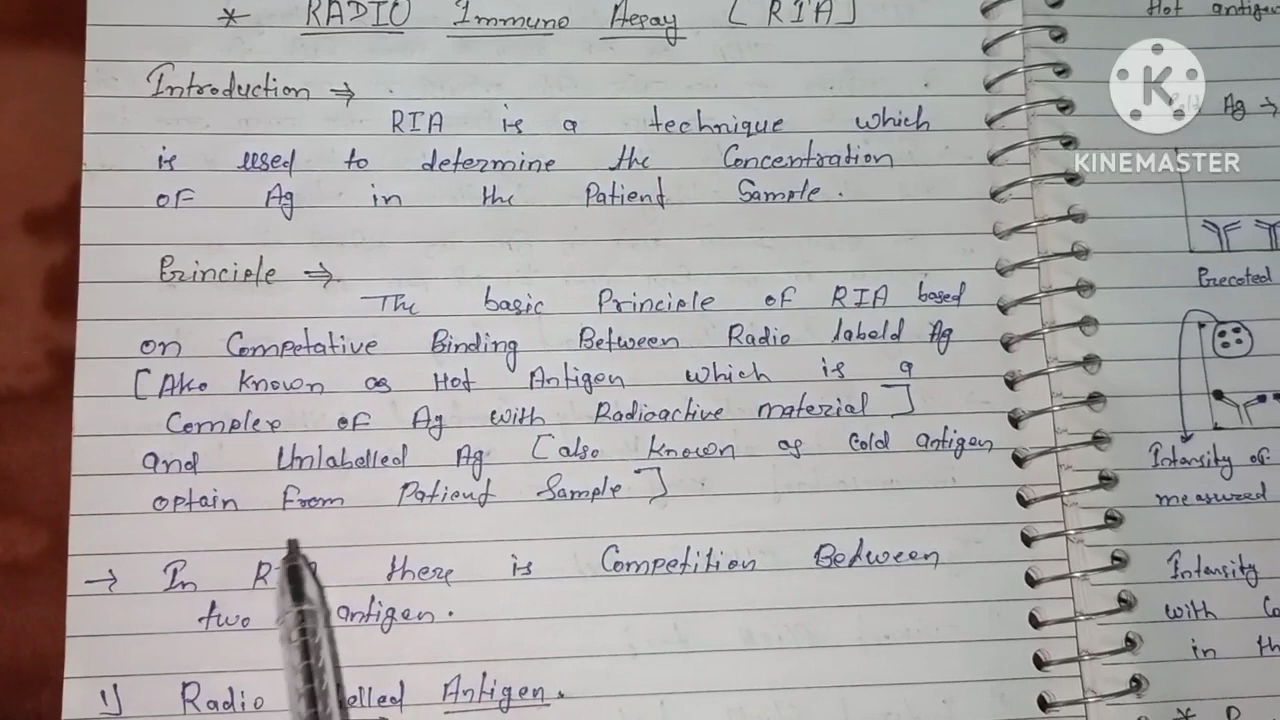 * RADIO Immuno Assay [RIA]
Introduction ⇒
RIA is a technique which
is used to determine the Concentration
OF Ag in the Patient Sample.
Principle ⇒
The basic Principle of RIA based
on Competative Binding Between Radio labeld Ag
[Also Known as Hot Antigen which is a
Complex of Ag with Radioactive material]
and Unlabelled Ag [also Known as Cold antigen
optain From Patient Sample]
→ In there is Competition Between
two antigen.
1) Radio elled Antigen.
Hot antigen
Ag →
Precoted
Intensity of
measured
Intensity
with Co
in th
* P
K
KINEMASTER